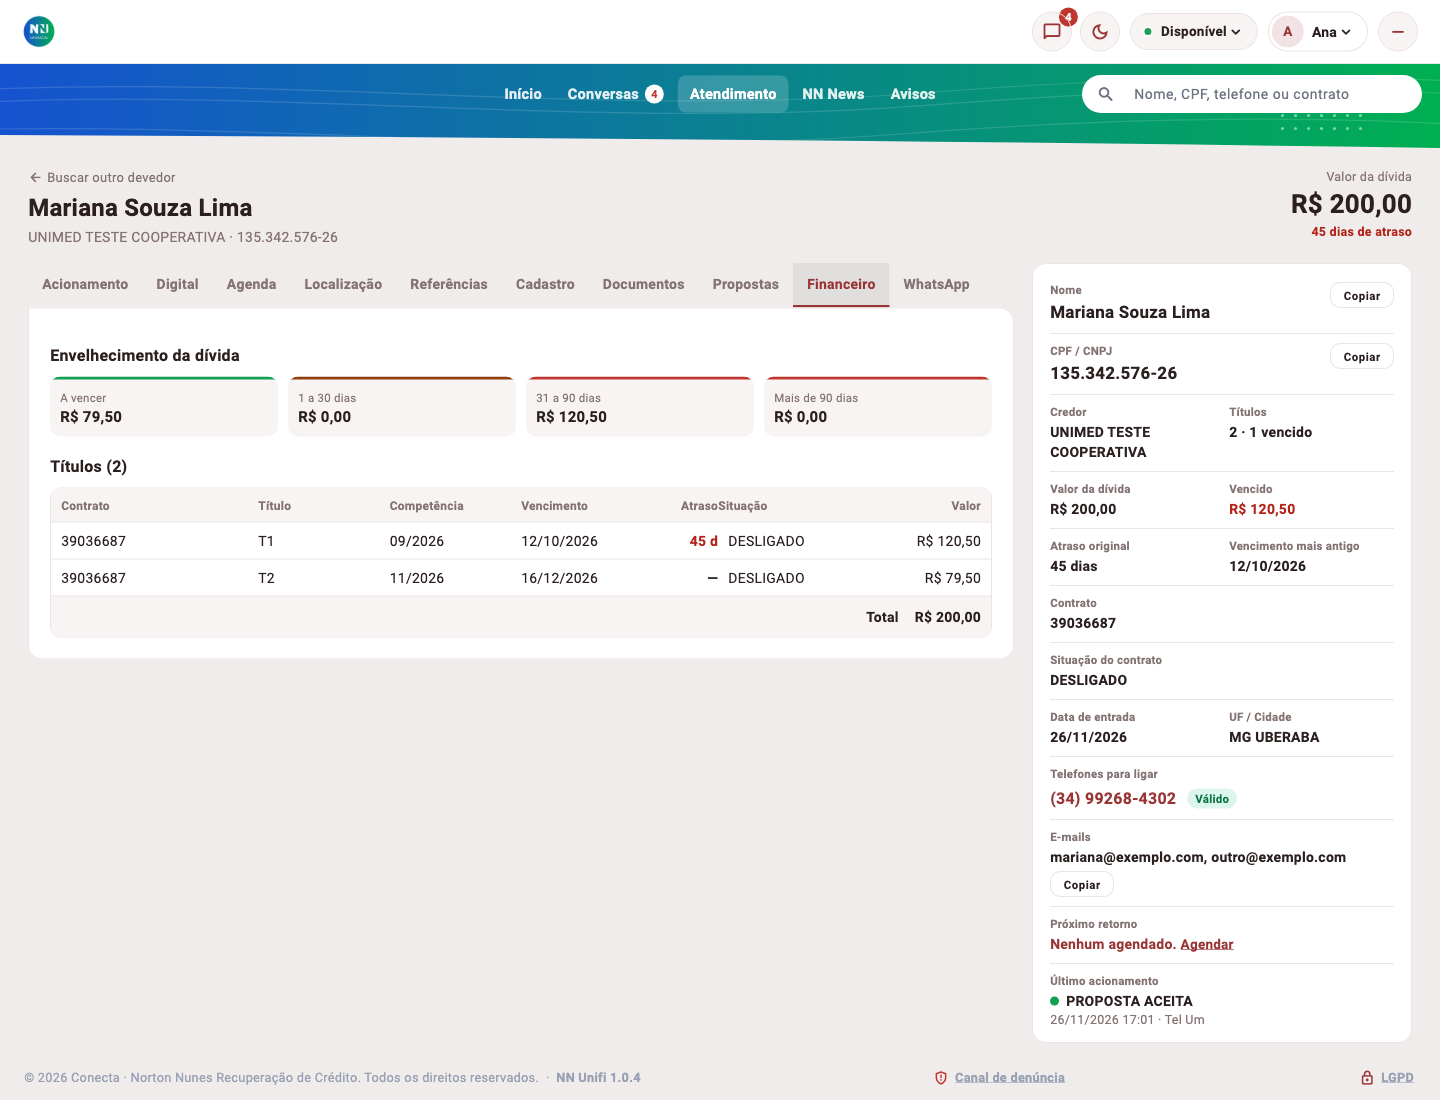 NN
4
Disponível
A
Ana
Início
Conversas 4
Atendimento
NN News
Avisos
Nome, CPF, telefone ou contrato
Buscar outro devedor
Mariana Souza Lima
UNIMED TESTE COOPERATIVA · 135.342.576-26
Valor da dívida
R$ 200,00
45 dias de atraso
Acionamento
Digital
Agenda
Localização
Referências
Cadastro
Documentos
Propostas
Financeiro
WhatsApp
Envelhecimento da dívida
A vencer
R$ 79,50
1 a 30 dias
R$ 0,00
31 a 90 dias
R$ 120,50
Mais de 90 dias
R$ 0,00
Títulos (2)
Contrato Título Competência Vencimento Atraso Situação Valor
39036687 T1 09/2026 12/10/2026 45 d DESLIGADO R$ 120,50
39036687 T2 11/2026 16/12/2026 — DESLIGADO R$ 79,50
Total R$ 200,00
Nome
Mariana Souza Lima
Copiar
CPF / CNPJ
135.342.576-26
Copiar
Credor
UNIMED TESTE
COOPERATIVA
Títulos
2 · 1 vencido
Valor da dívida
R$ 200,00
Vencido
R$ 120,50
Atraso original
45 dias
Vencimento mais antigo
12/10/2026
Contrato
39036687
Situação do contrato
DESLIGADO
Data de entrada
26/11/2026
UF / Cidade
MG UBERABA
Telefones para ligar
(34) 99268-4302 Válido
E-mails
mariana@exemplo.com, outro@exemplo.com
Copiar
Próximo retorno
Nenhum agendado. Agendar
Último acionamento
PROPOSTA ACEITA
26/11/2026 17:01 · Tel Um
© 2026 Conecta · Norton Nunes Recuperação de Crédito. Todos os direitos reservados. · NN Unifi 1.0.4
Canal de denúncia
LGPD